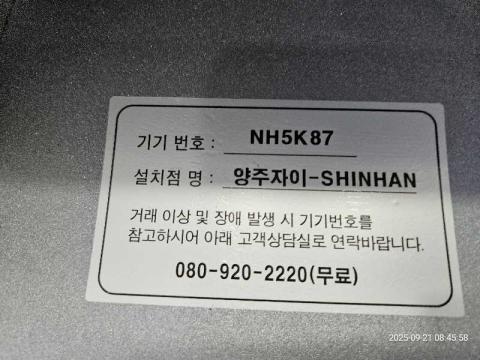 기기 번호 : NH5K87
설치점 명 : 양주자이-SHINHAN
거래 이상 및 장애 발생 시 기기번호를
참고하시어 아래 고객상담실로 연락바랍니다.
080-920-2220(무료)
2025-09-21 08:45:58